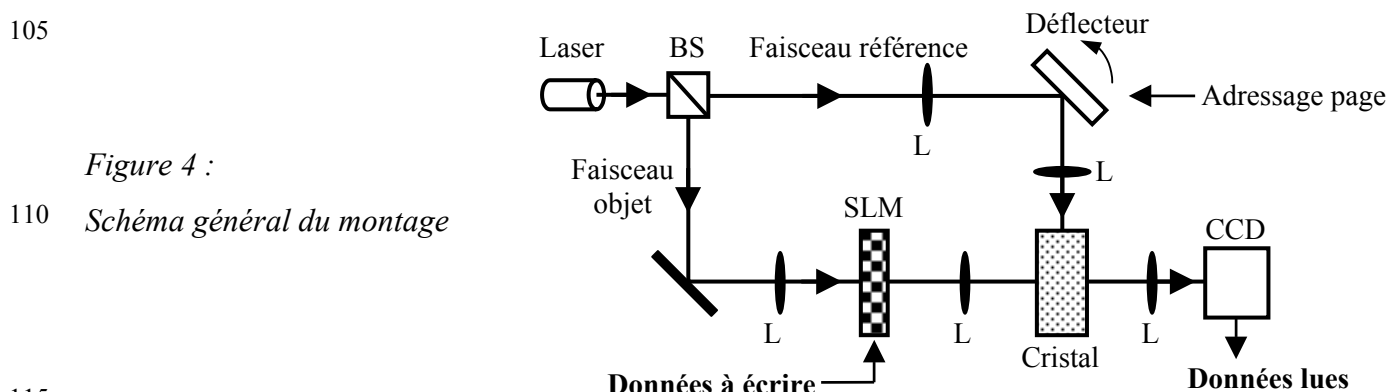 105
Déflecteur
Laser
BS
Faisceau référence
Adressage page
L
Figure 4 :
Faisceau
objet
L
110
Schéma général du montage
SLM
CCD
L
L
L
Cristal
115
Données à écrire
Données lues